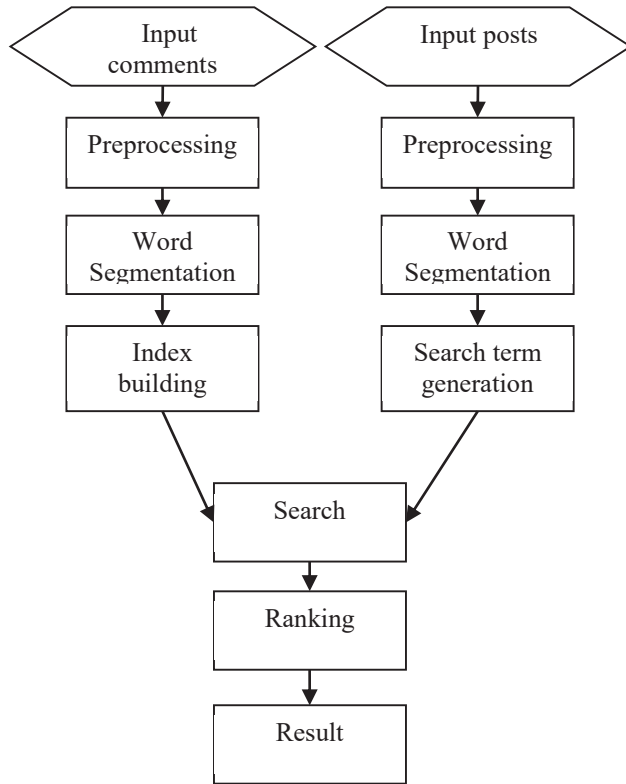 Input
comments
Input posts
Preprocessing
Preprocessing
Word
Segmentation
Word
Segmentation
Index
building
Search term
generation
Search
Ranking
Result